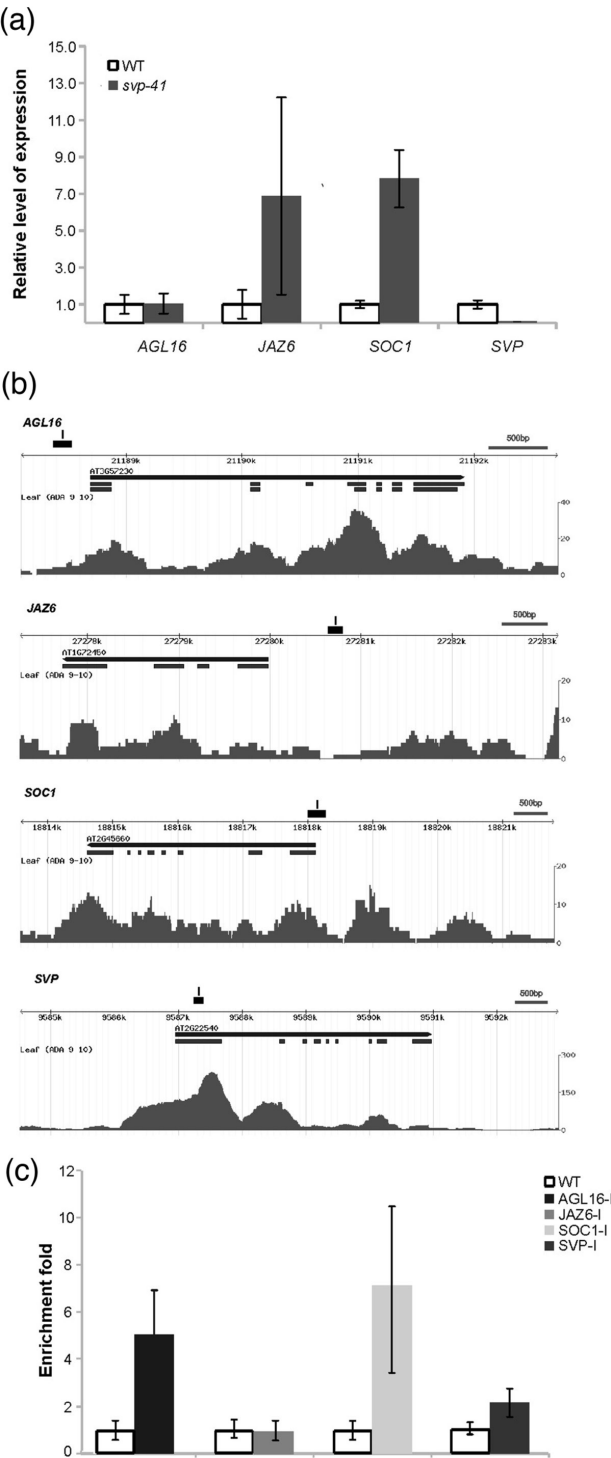 (a)
15.0
13.0
11.0
9.0
7.0
5.0
3.0
1.0
Relative level of expression
WT
svp-41
AGL16 JAZ6 SOC1 SVP
(b)
AGL16
500bp
21189k 21190k 21191k 21192k
AT3G57230
Leaf (ADA 9 10)
40
20
0
JAZ6
500bp
27278k 27279k 27280k 27281k 27282k 27283k
AT1G72450
Leaf (ADA 9-10)
20
10
0
SOC1
500bp
18814k 18815k 18816k 18817k 18818k 18819k 18820k 18821k
AT2G45660
Leaf (ADA 9-10)
20
10
0
SVP
500bp
9585k 9586k 9587k 9588k 9589k 9590k 9591k 9592k
AT2G22540
Leaf (ADA 9 10)
300
150
0
(c)
12
10
8
6
4
2
0
Enrichment fold
WT
AGL16-I
JAZ6-I
SOC1-I
SVP-I